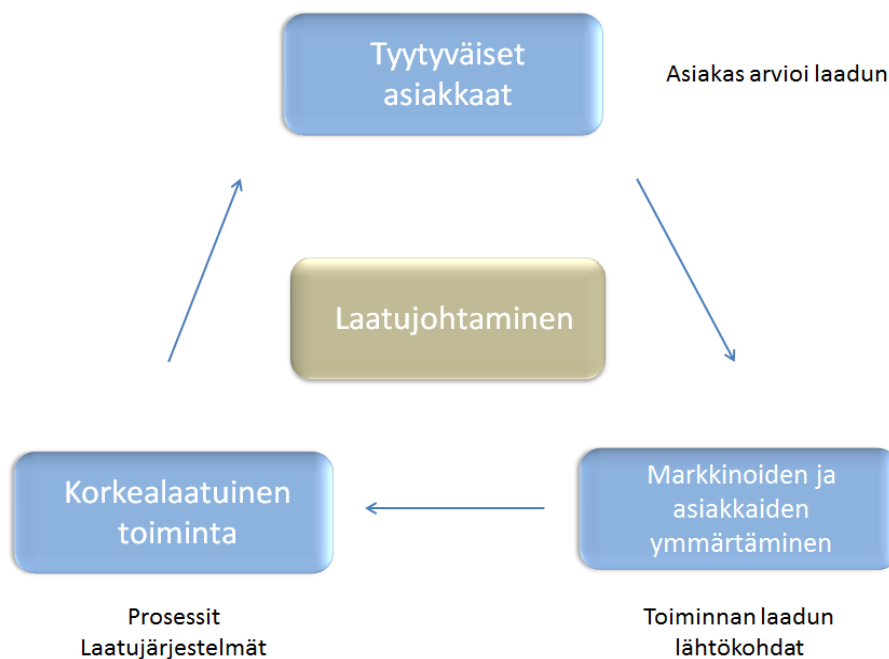 Tyytyväiset
asiakkaat
Asiakas arvioi laadun
Laatujohtaminen
Korkealaatuinen
toiminta
Markkinoiden ja
asiakkaiden
ymmärtäminen
Prosessit
Laatujärjestelmät
Toiminnan laadun
lähtökohdat